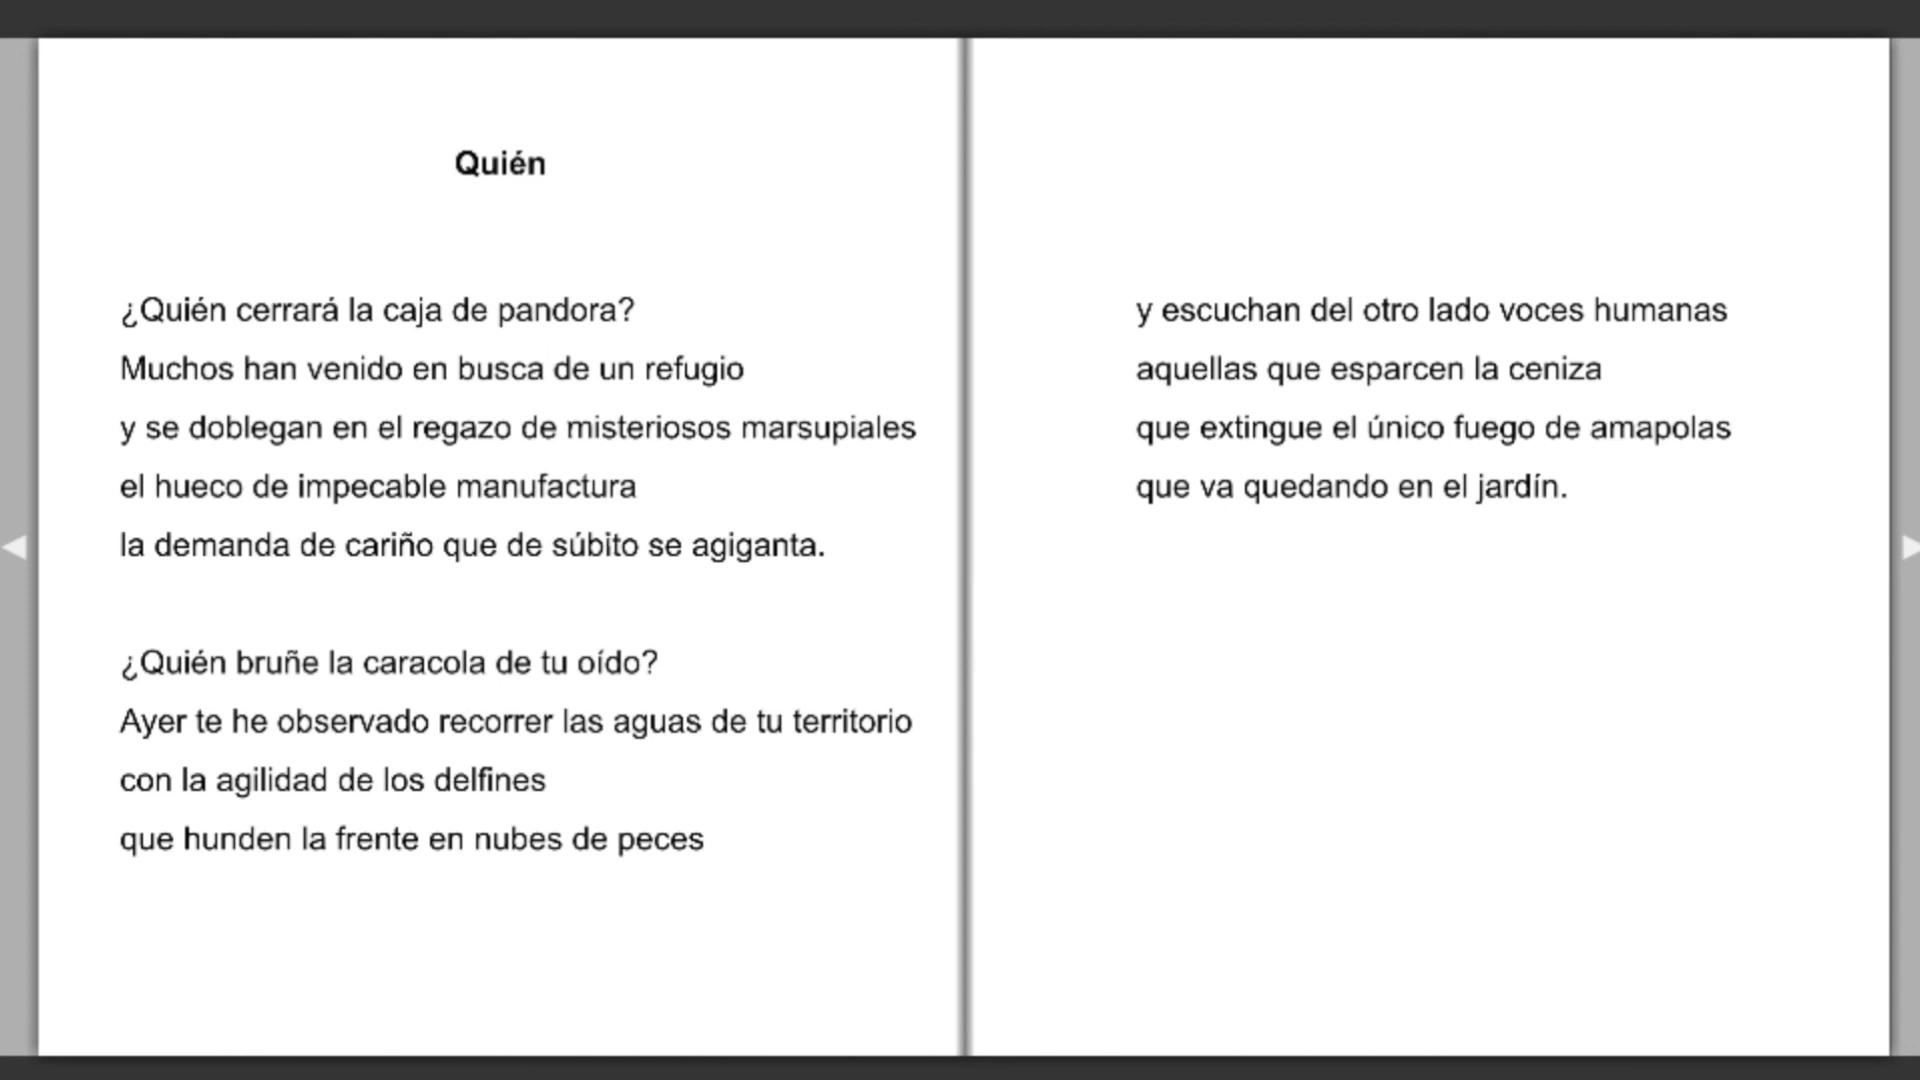 Quién
¿Quién cerrará la caja de pandora?
Muchos han venido en busca de un refugio
y se doblegan en el regazo de misteriosos marsupiales
el hueco de impecable manufactura
la demanda de cariño que de súbito se agiganta.
¿Quién bruñe la caracola de tu oído?
Ayer te he observado recorrer las aguas de tu territorio
con la agilidad de los delfines
que hunden la frente en nubes de peces
y escuchan del otro lado voces humanas
aquellas que esparcen la ceniza
que extingue el único fuego de amapolas
que va quedando en el jardín.